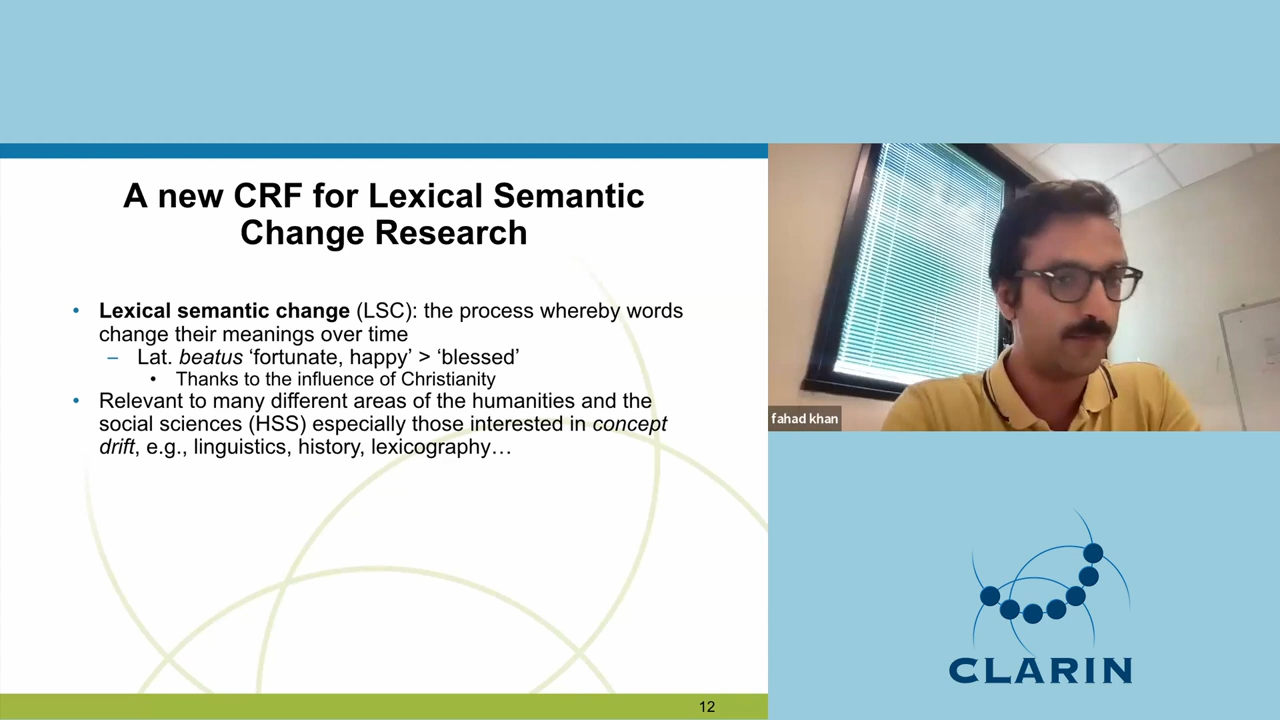 A new CRF for Lexical Semantic
Change Research
• Lexical semantic change (LSC): the process whereby words
change their meanings over time
– Lat. beatus ‘fortunate, happy’ > ‘blessed’
• Thanks to the influence of Christianity
• Relevant to many different areas of the humanities and the
social sciences (HSS) especially those interested in concept
drift, e.g., linguistics, history, lexicography…
12
fahad khan
CLARIN